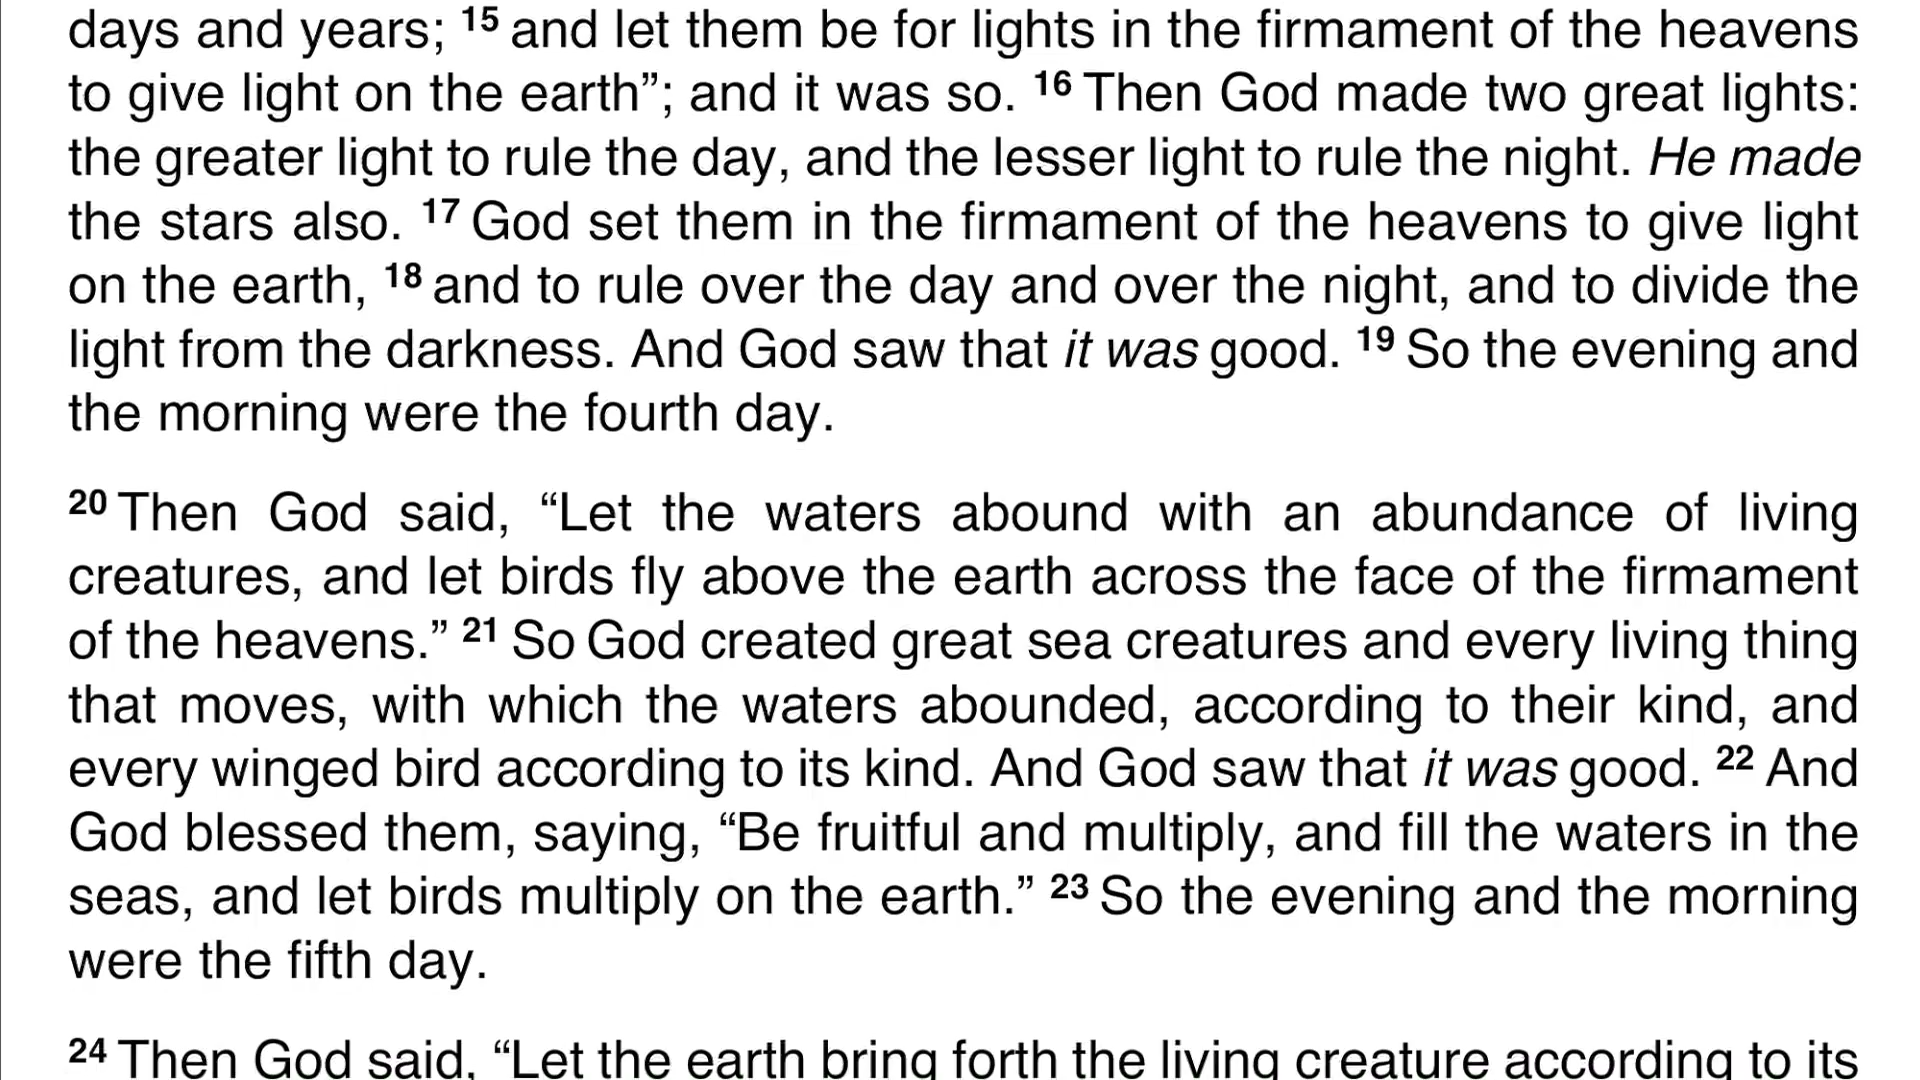 days and years; 15 and let them be for lights in the firmament of the heavens
to give light on the earth”; and it was so. 16 Then God made two great lights:
the greater light to rule the day, and the lesser light to rule the night. He made
the stars also. 17 God set them in the firmament of the heavens to give light
on the earth, 18 and to rule over the day and over the night, and to divide the
light from the darkness. And God saw that it was good. 19 So the evening and
the morning were the fourth day.
20 Then God said, “Let the waters abound with an abundance of living
creatures, and let birds fly above the earth across the face of the firmament
of the heavens.” 21 So God created great sea creatures and every living thing
that moves, with which the waters abounded, according to their kind, and
every winged bird according to its kind. And God saw that it was good. 22 And
God blessed them, saying, “Be fruitful and multiply, and fill the waters in the
seas, and let birds multiply on the earth.” 23 So the evening and the morning
were the fifth day.
24 Then God said, “Let the earth bring forth the living creature according to its